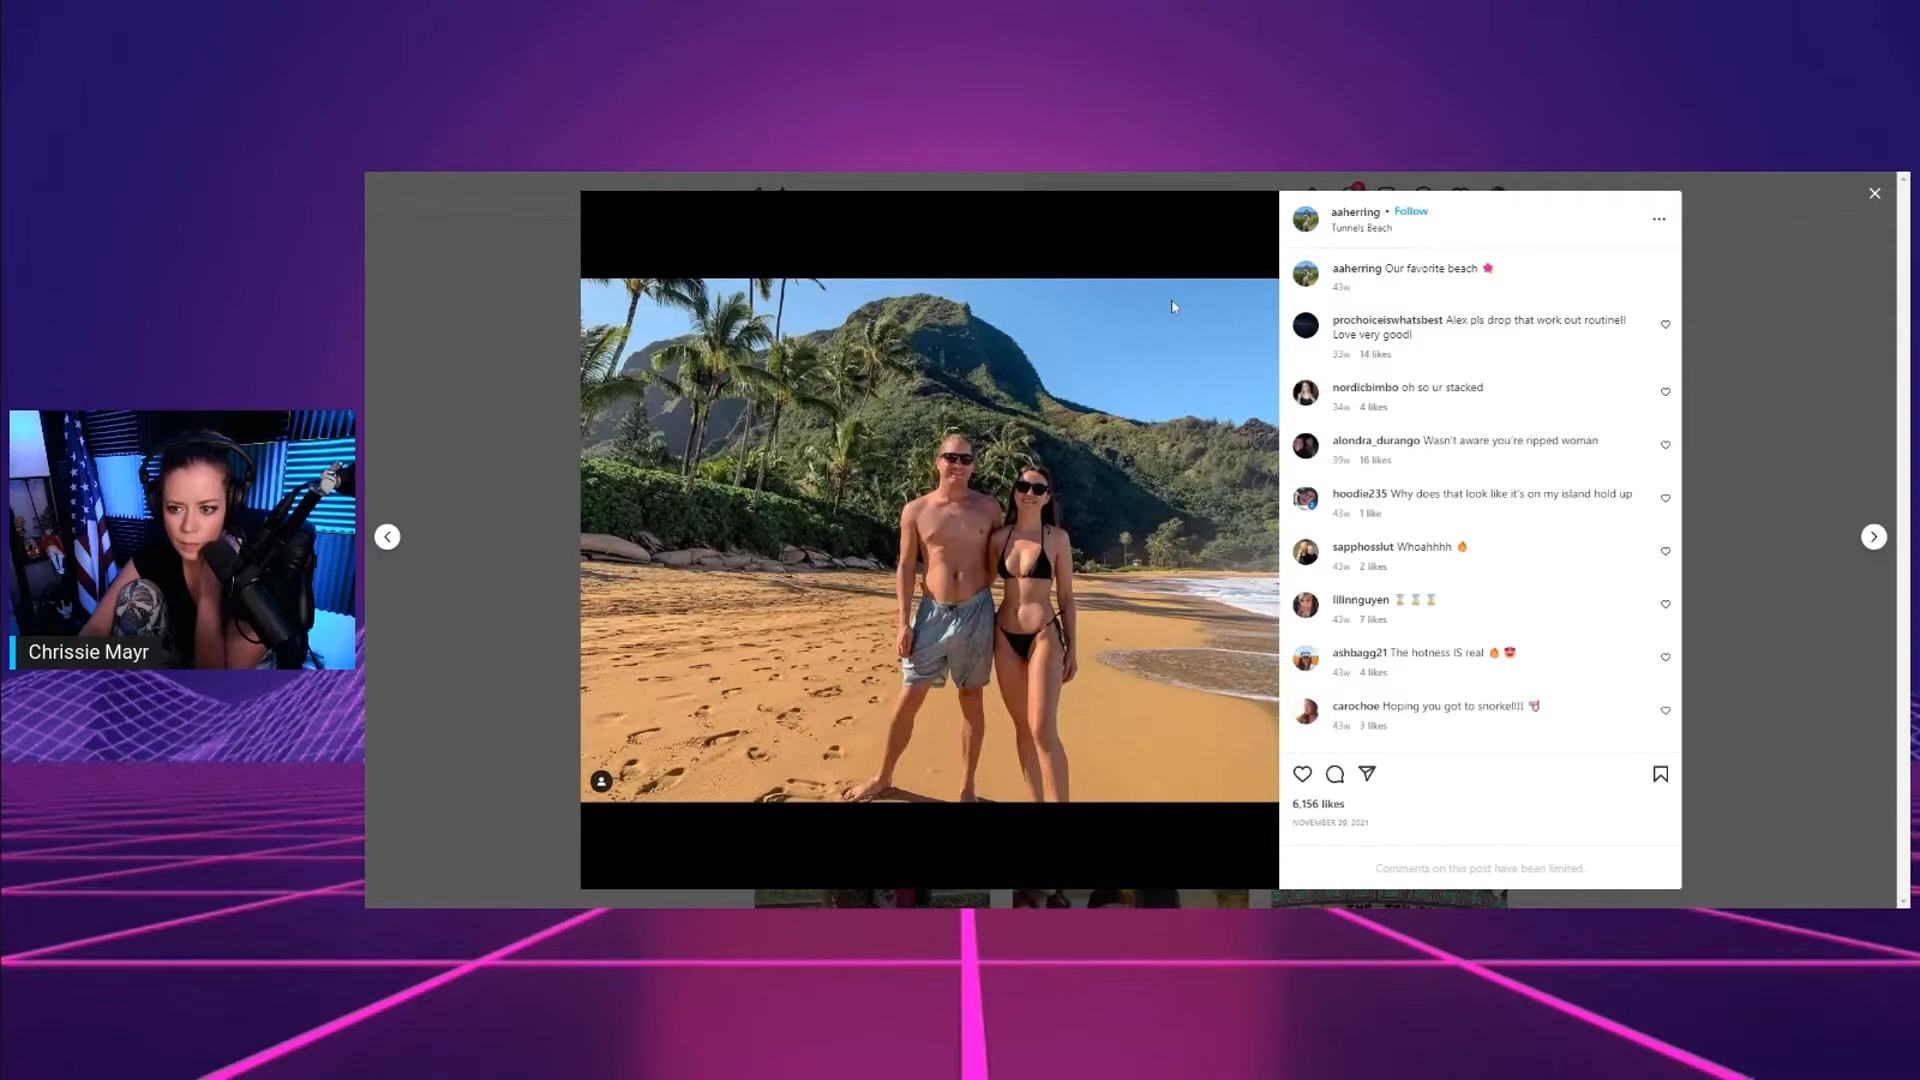 Chrissie Mayr
aaherring • Follow
Tunnels Beach
aaherring Our favorite beach 🌺
43w
prochoiceiswhatsbest Alex pls drop that work out routine!!
Love very good!
33w 14 likes
nordicbimbo oh so ur stacked
34w 4 likes
alondra_durango Wasn't aware you're ripped woman
39w 16 likes
hoodie235 Why does that look like it's on my island hold up
43w 1 like
sapphosslut Whoahhhh 🔥
43w 2 likes
lilinnguyen ⏳ ⏳ ⏳
43w 7 likes
ashbagg21 The hotness IS real 🔥 😍
43w 4 likes
carochoe Hoping you got to snorkel!!!
43w 3 likes
6,156 likes
NOVEMBER 29, 2021
Comments on this post have been limited.